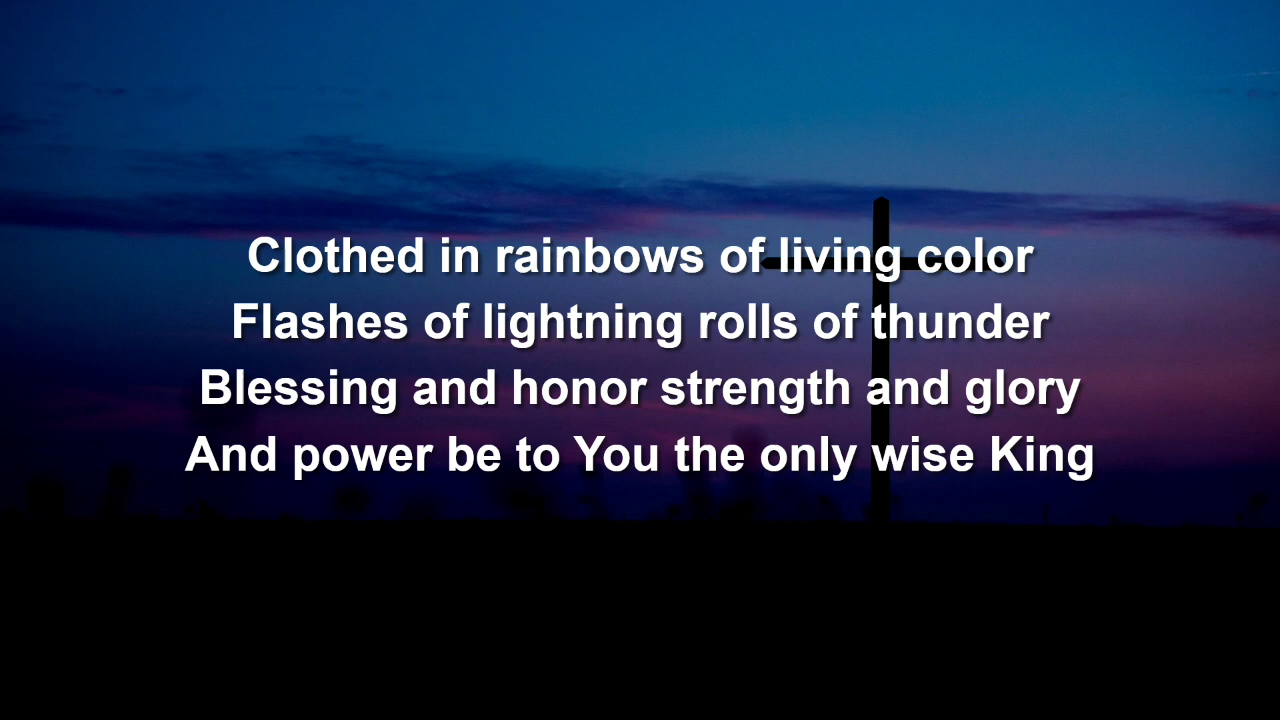 Clothed in rainbows of living color
Flashes of lightning rolls of thunder
Blessing and honor strength and glory
And power be to You the only wise King